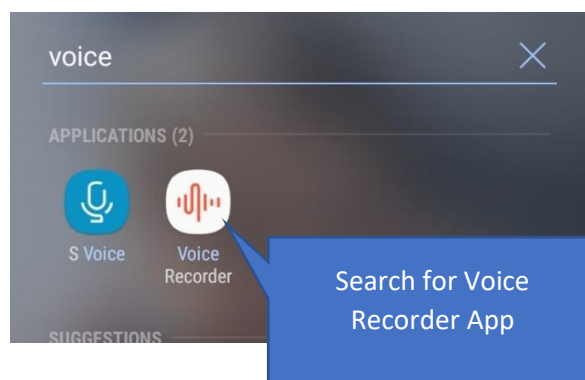 voice
APPLICATIONS (2)
S Voice
Voice
Recorder
Search for Voice
Recorder App
SUGGESTIONS